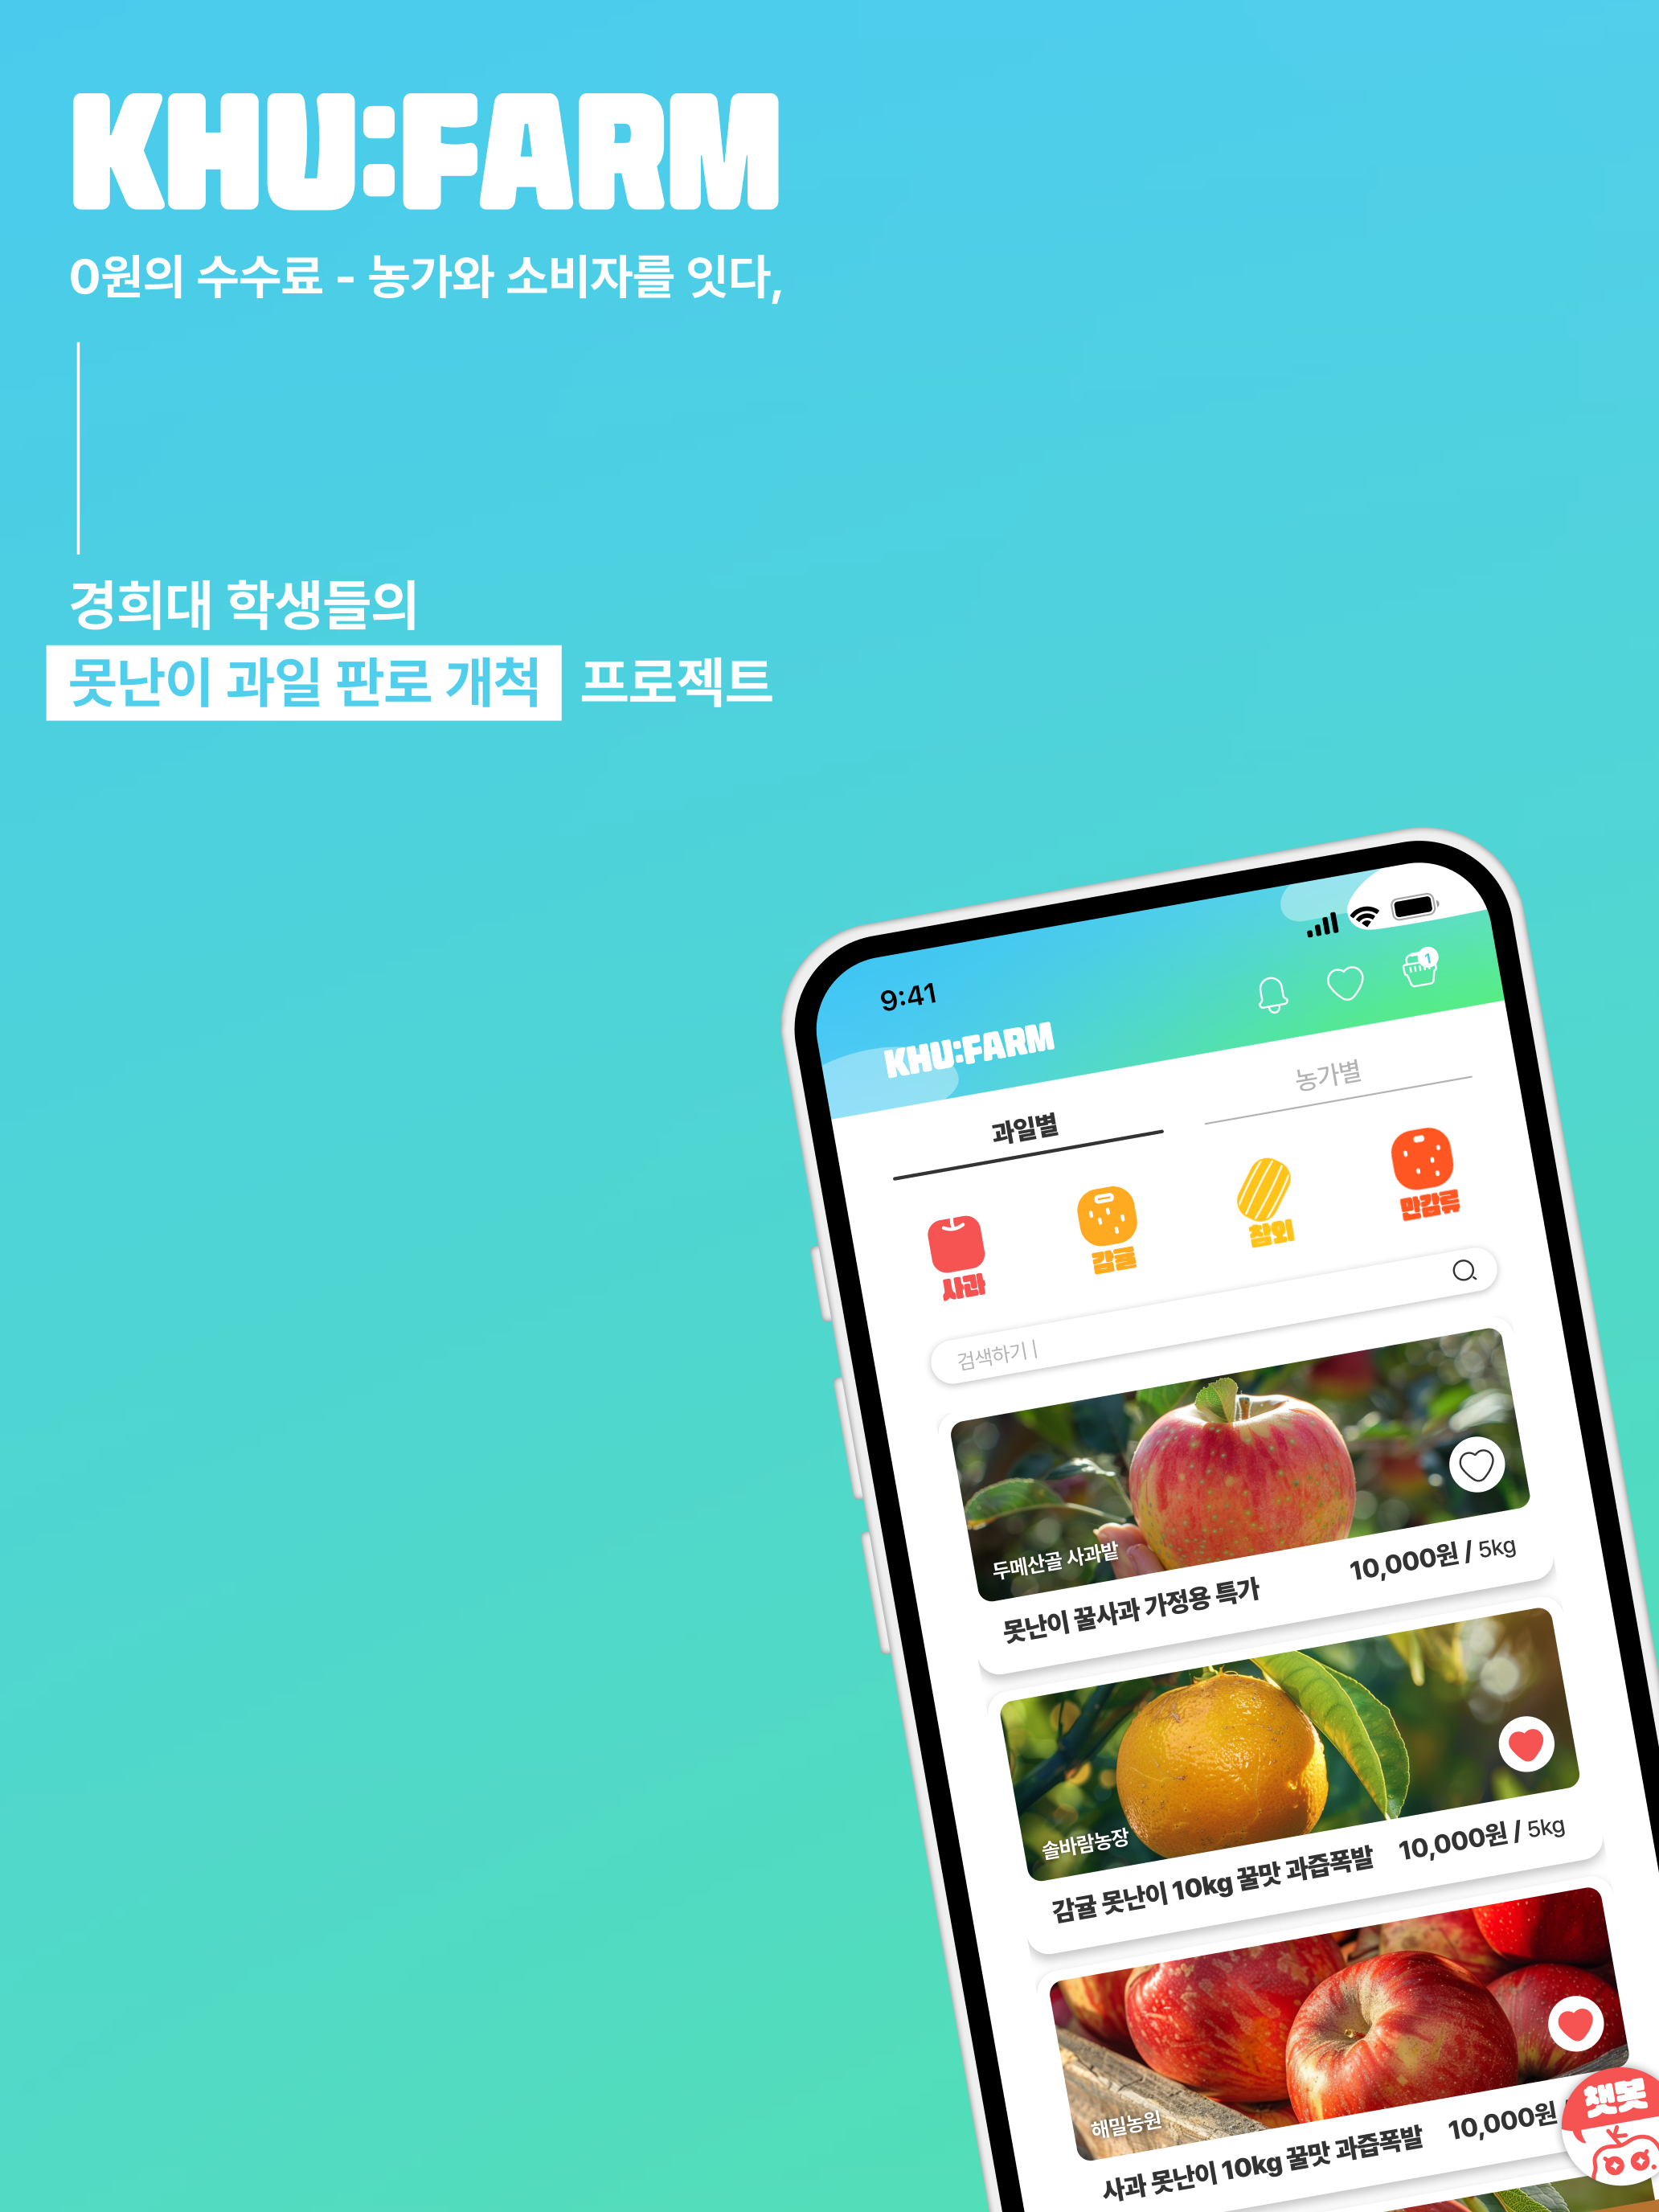 KHU:FARM
0원의 수수료 - 농가와 소비자를 잇다,
경희대 학생들의
못난이 과일 판로 개척 프로젝트
9:41
1
KHU:FARM
과일별
농가별
사과
감귤
참외
만감류
검색하기 |
두메산골 사과밭
못난이 꿀사과 가정용 특가
10,000원 / 5kg
솔바람농장
감귤 못난이 10kg 꿀맛 과즙폭발
10,000원 / 5kg
해밀농원
사과 못난이 10kg 꿀맛 과즙폭발
10,000원
챗봇